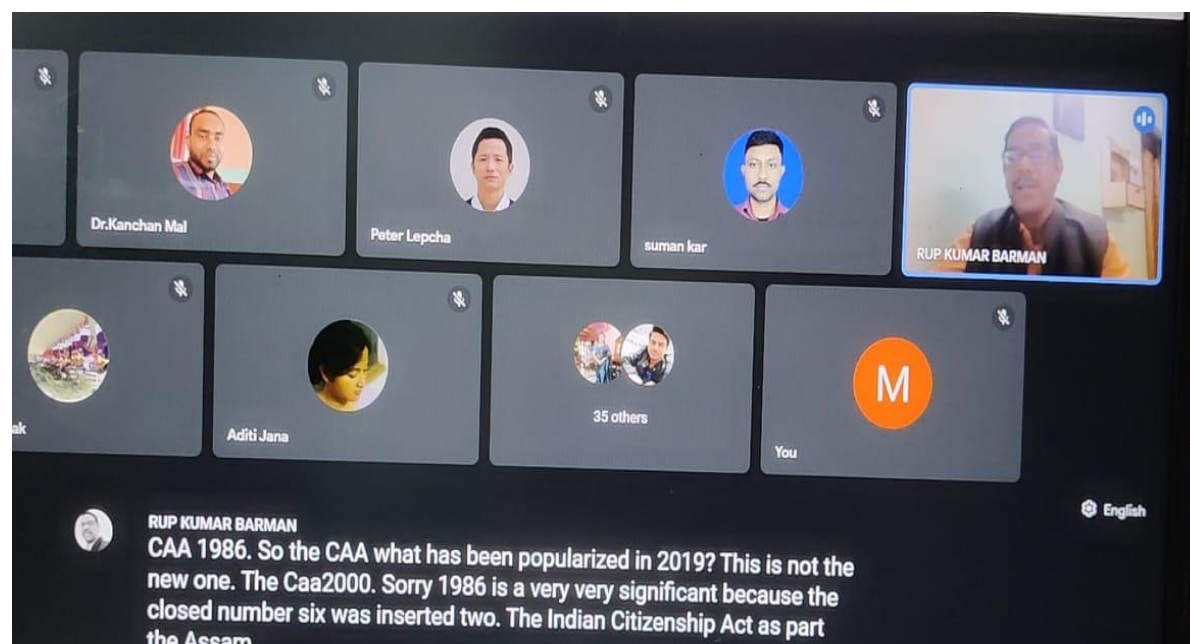 Dr.Kanchan Mal
Peter Lepcha
suman kar
RUP KUMAR BARMAN
ak
Aditi Jana
35 others
M
You
English
RUP KUMAR BARMAN
CAA 1986. So the CAA what has been popularized in 2019? This is not the
new one. The Caa2000. Sorry 1986 is a very very significant because the
closed number six was inserted two. The Indian Citizenship Act as part
the Assam